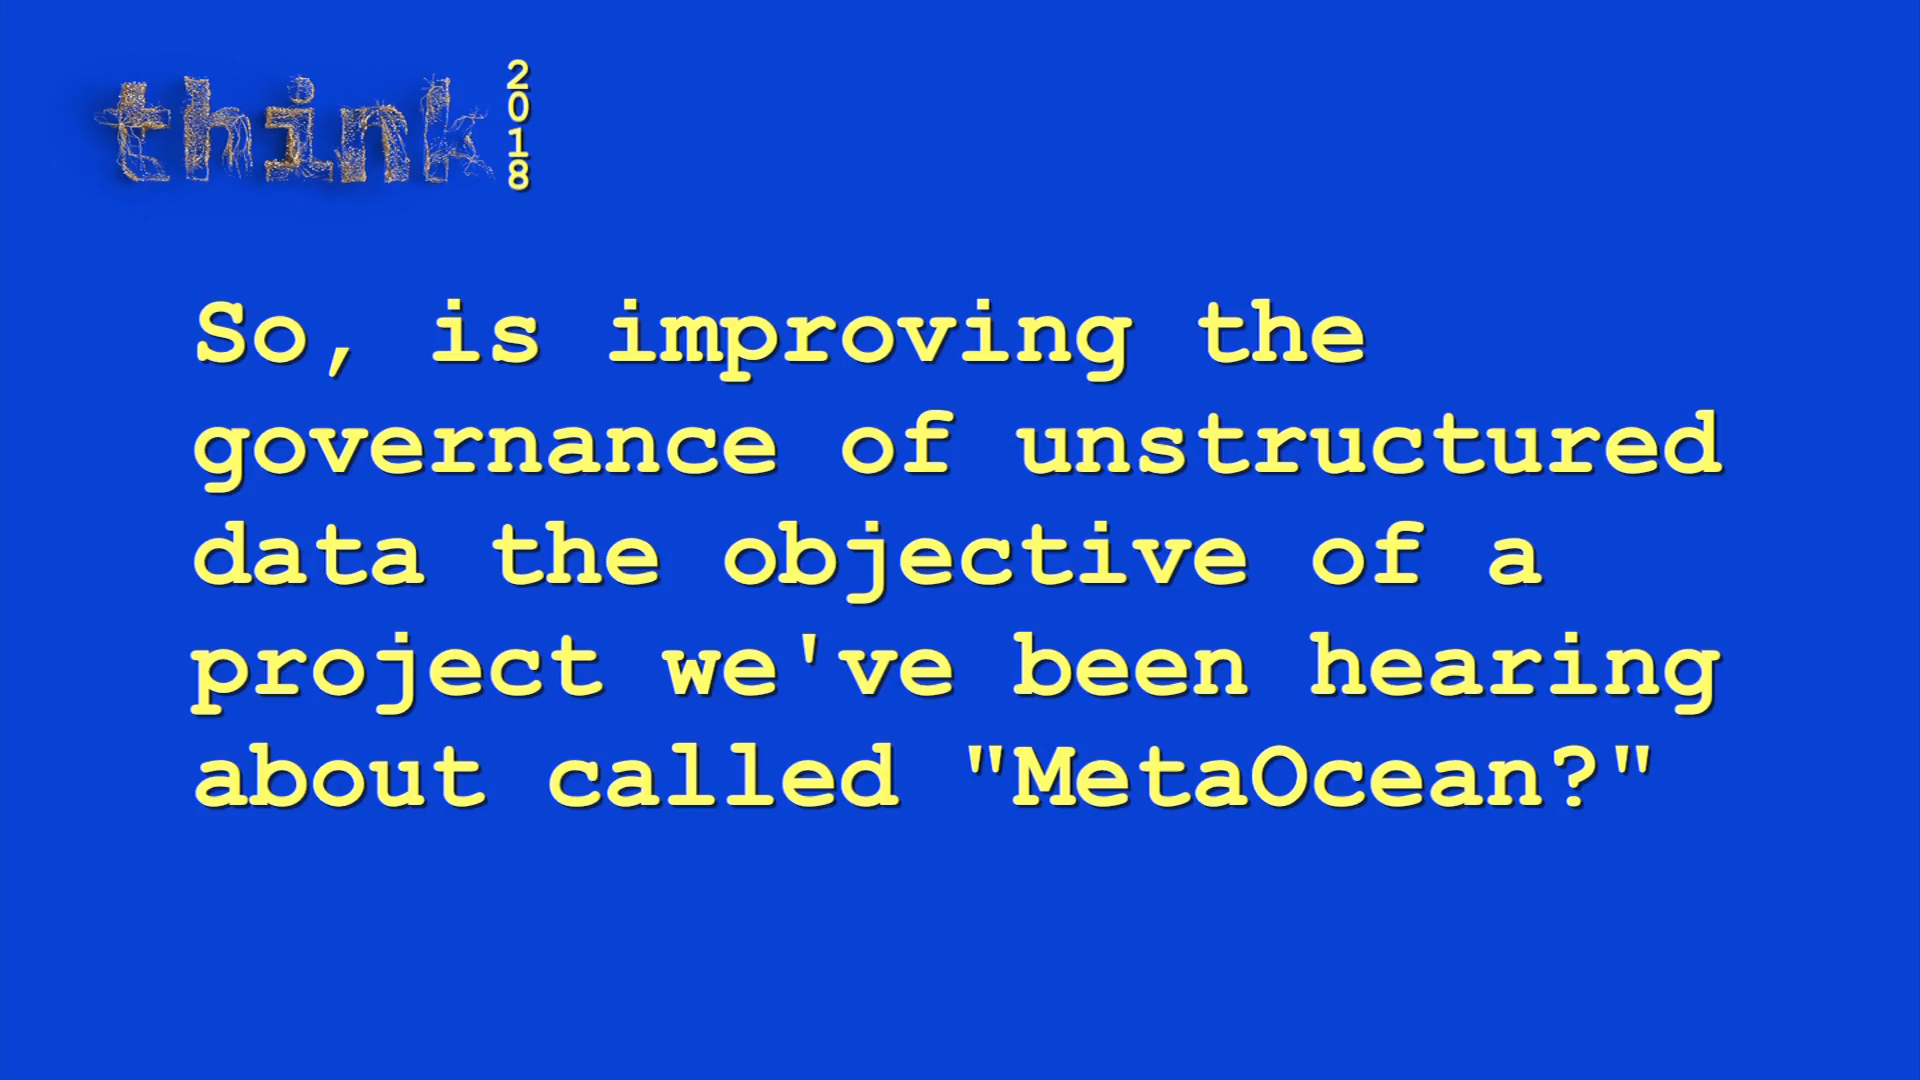 think
2018
So, is improving the
governance of unstructured
data the objective of a
project we've been hearing
about called "MetaOcean?"